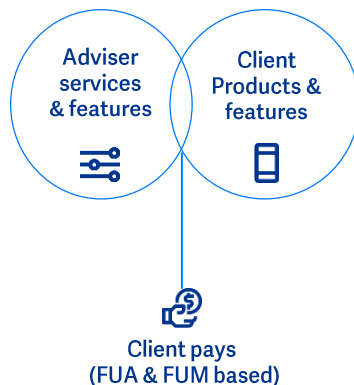 Adviser
services
& features
Client
Products &
features
$
Client pays
(FUA & FUM based)